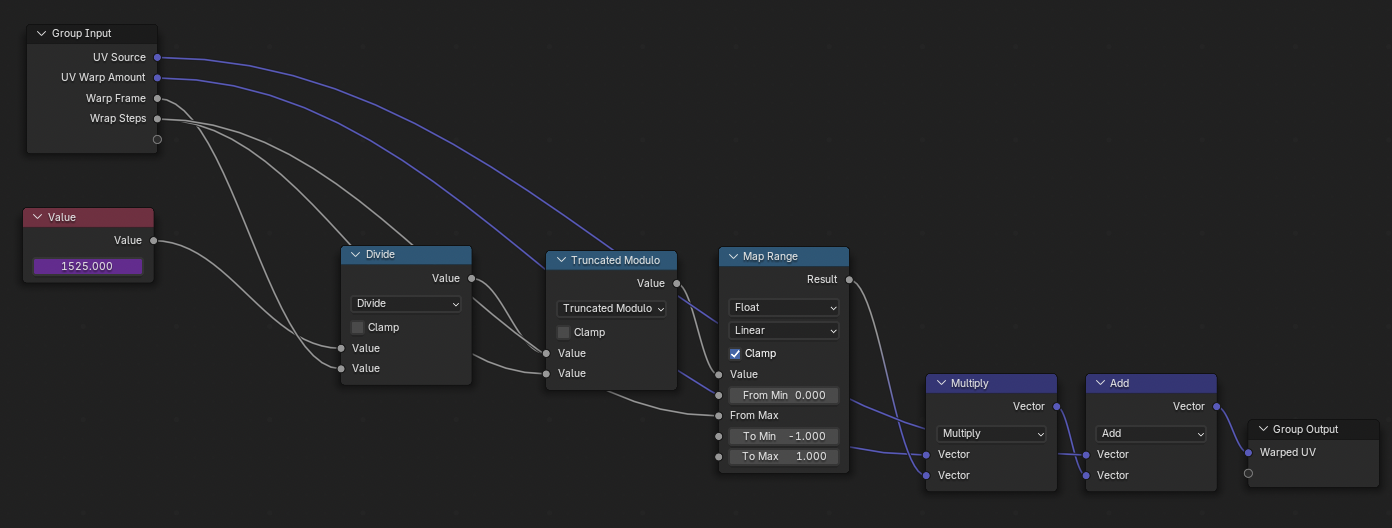 Group Input
UV Source
UV Warp Amount
Warp Frame
Wrap Steps
Value
Value
1525.000
Divide
Value
Divide
Clamp
Value
Value
Truncated Modulo
Value
Truncated Modulo
Clamp
Value
Value
Map Range
Result
Float
Linear
Clamp
Value
From Min 0.000
From Max
To Min -1.000
To Max 1.000
Multiply
Vector
Multiply
Vector
Vector
Add
Vector
Add
Vector
Vector
Group Output
Warped UV